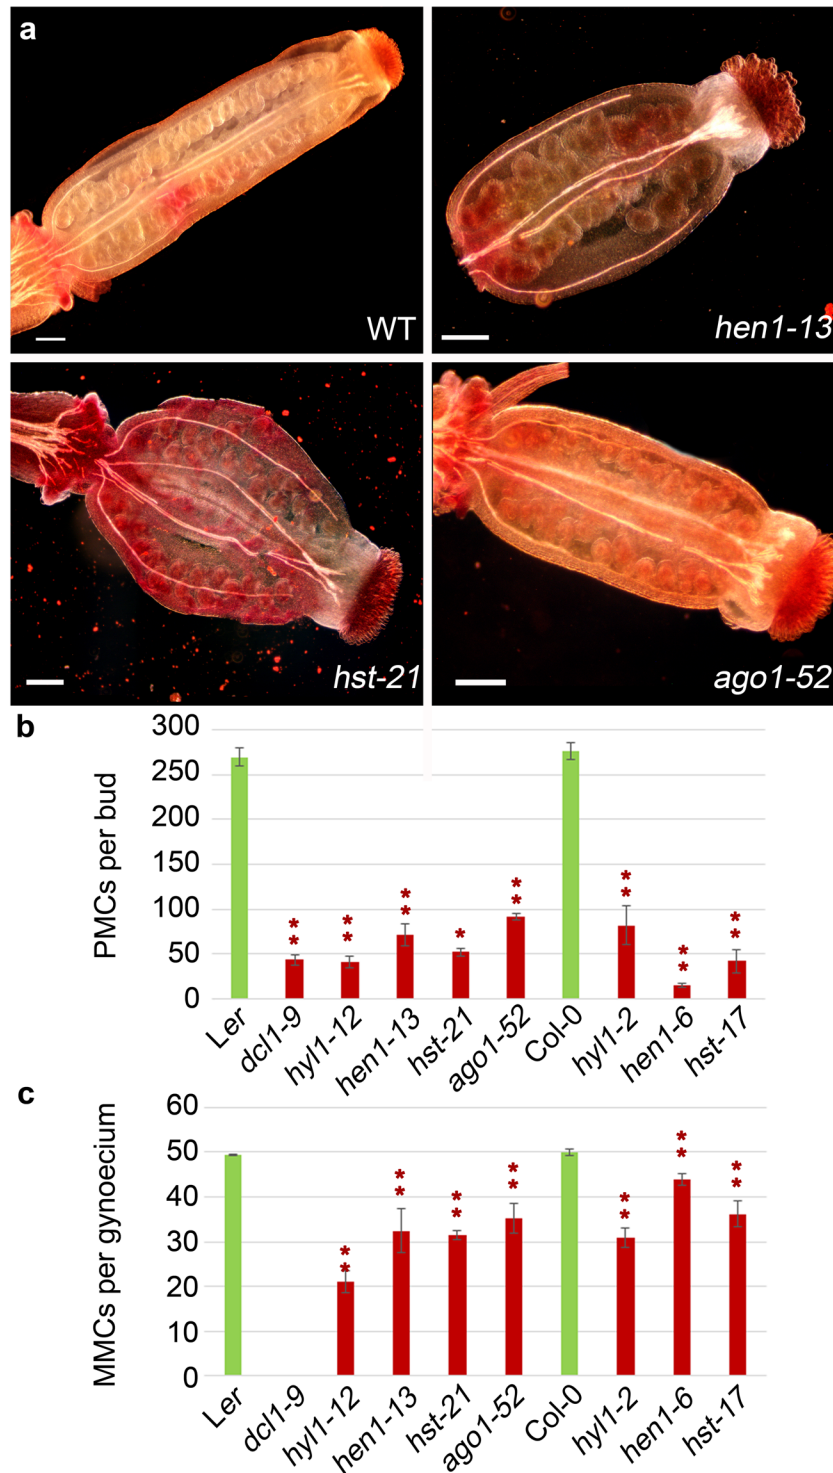 a
WT
hen1-13
hst-21
ago1-52
b
PMCs per bud
300
250
200
150
100
50
0
** ** ** * ** ** ** **
Ler dcl1-9 hyl1-12 hen1-13 hst-21 ago1-52 Col-0 hyl1-2 hen1-6 hst-17
c
MMCs per gynoecium
60
50
40
30
20
10
0
** ** ** ** ** ** **
Ler dcl1-9 hyl1-12 hen1-13 hst-21 ago1-52 Col-0 hyl1-2 hen1-6 hst-17